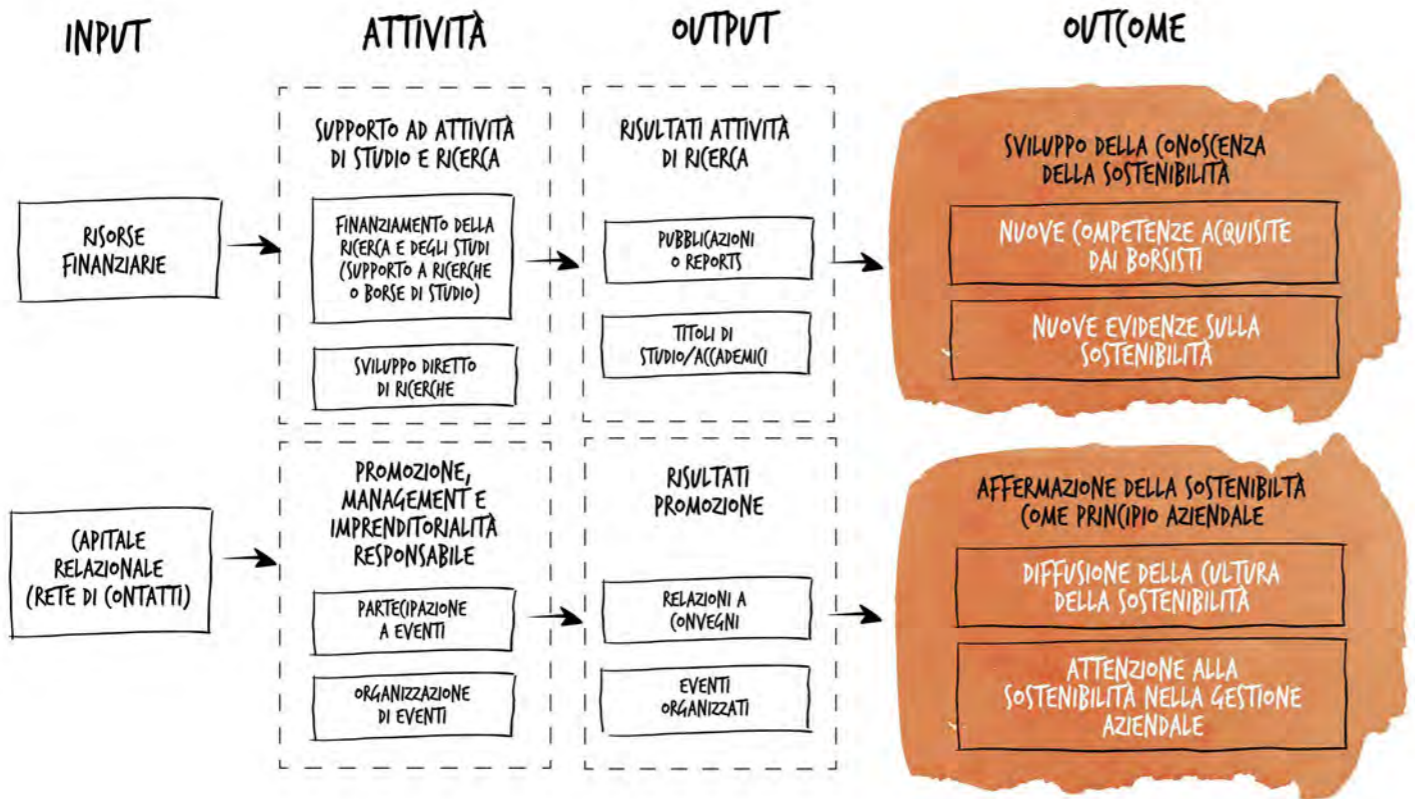 INPUT
ATTIVITÀ
OUTPUT
OUTCOME
RISORSE
FINANZIARIE
SUPPORTO AD ATTIVITÀ
DI STUDIO E RICERCA
FINANZIAMENTO DELLA
RICERCA E DEGLI STUDI
(SUPPORTO A RICERCHE
O BORSE DI STUDIO)
SVILUPPO DIRETTO
DI RICERCHE
RISULTATI ATTIVITÀ
DI RICERCA
PUBBLICAZIONI
O REPORTS
TITOLI DI
STUDIO/ACCADEMICI
SVILUPPO DELLA CONOSCENZA
DELLA SOSTENIBILITÀ
NUOVE COMPETENZE ACQUISITE
DAI BORSISTI
NUOVE EVIDENZE SULLA
SOSTENIBILITÀ
CAPITALE
RELAZIONALE
(RETE DI CONTATTI)
PROMOZIONE,
MANAGEMENT E
IMPRENDITORIALITÀ
RESPONSABILE
PARTECIPAZIONE
A EVENTI
ORGANIZZAZIONE
DI EVENTI
RISULTATI
PROMOZIONE
RELAZIONI A
CONVEGNI
EVENTI
ORGANIZZATI
AFFERMAZIONE DELLA SOSTENIBILTÀ
COME PRINCIPIO AZIENDALE
DIFFUSIONE DELLA CULTURA
DELLA SOSTENIBILITÀ
ATTENZIONE ALLA
SOSTENIBILITÀ NELLA GESTIONE
AZIENDALE